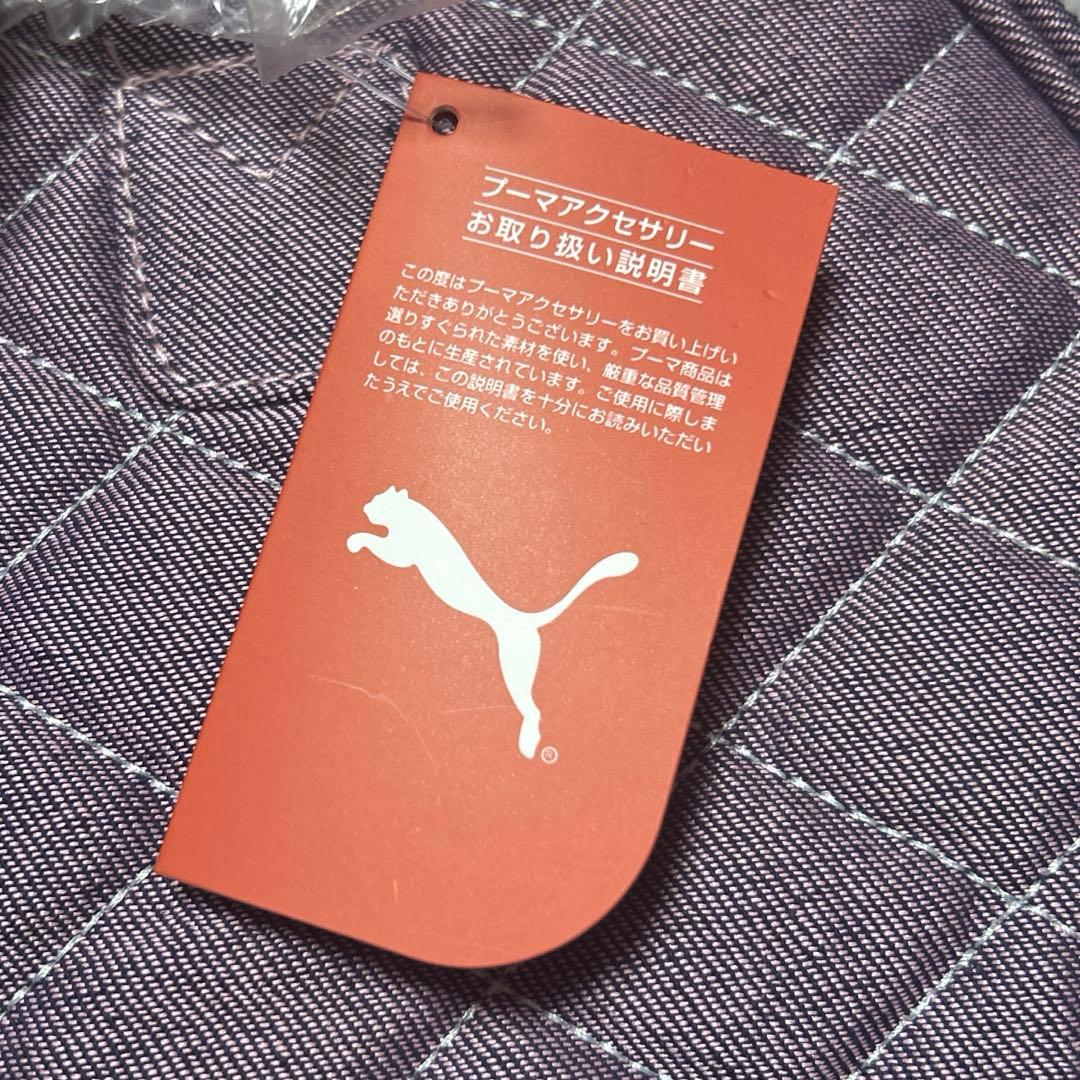 プーマアクセサリー
お取り扱い説明書
この度はプーマアクセサリーをお買い上げい
ただきありがとうございます。プーマ商品は
選りすぐられた素材を使い、厳重な品質管理
のもとに生産されています。ご使用に際しま
しては、この説明書を十分にお読みいただい
たうえでご使用ください。
®